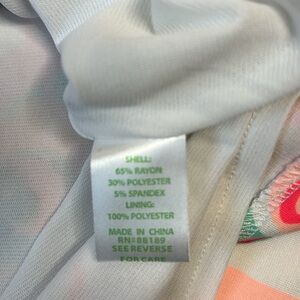 SHELL:
65% RAYON
30% POLYESTER
5% SPANDEX
LINING:
100% POLYESTER
MADE IN CHINA
RN#88189
SEE REVERSE
FOR CARE